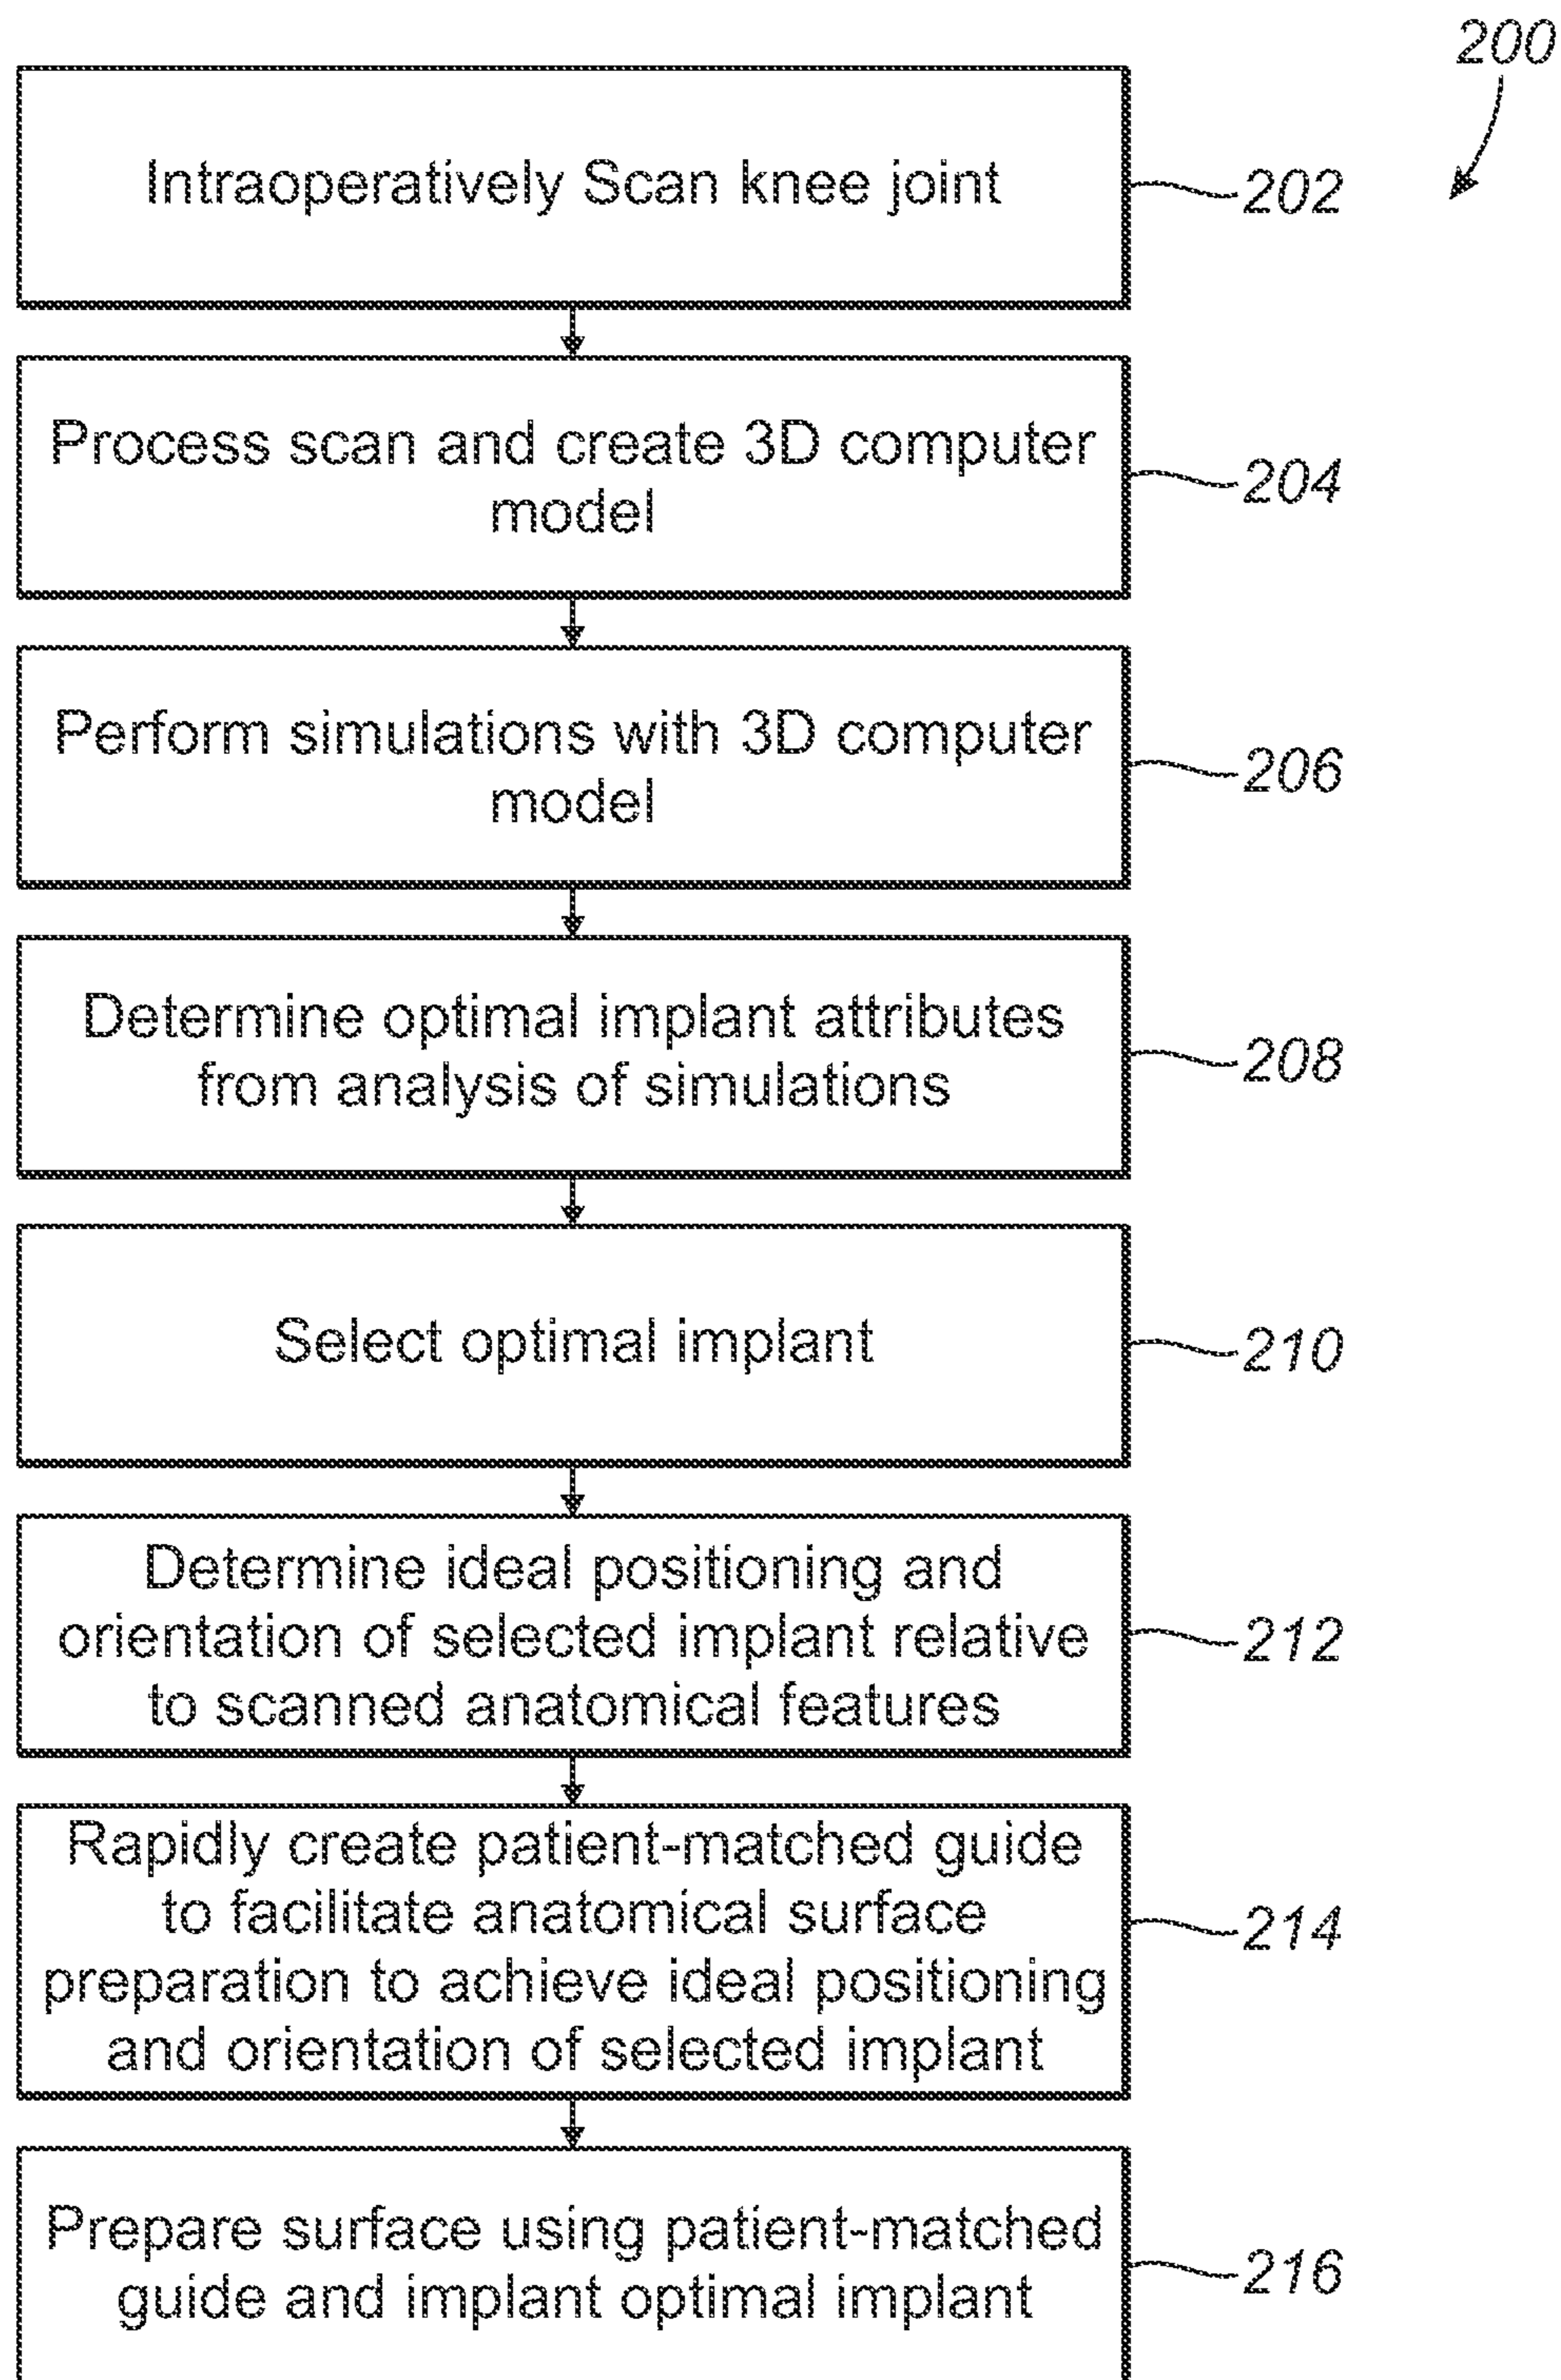 200
Intraoperatively Scan knee joint
202
Process scan and create 3D computer
model
204
Perform simulations with 3D computer
model
206
Determine optimal implant attributes
from analysis of simulations
208
Select optimal implant
210
Determine ideal positioning and
orientation of selected implant relative
to scanned anatomical features
212
Rapidly create patient-matched guide
to facilitate anatomical surface
preparation to achieve ideal positioning
and orientation of selected implant
214
Prepare surface using patient-matched
guide and implant optimal implant
216